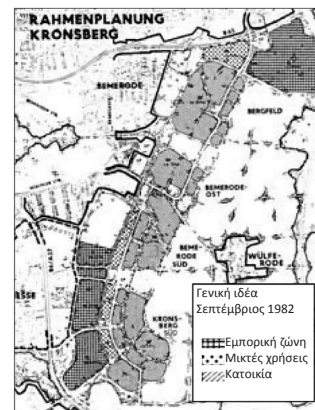 RAHMENPLANUNG
KRONSBERG
BEMERODE
BERGFELD
BEMERODE-
OST
BEME
RODE
SÜD
WÜLFE-
RODE
KRONS-
BERG
SÜD
Γενική ιδέα
Σεπτέμβριος 1982
Εμπορική ζώνη
Μικτές χρήσεις
Κατοικία